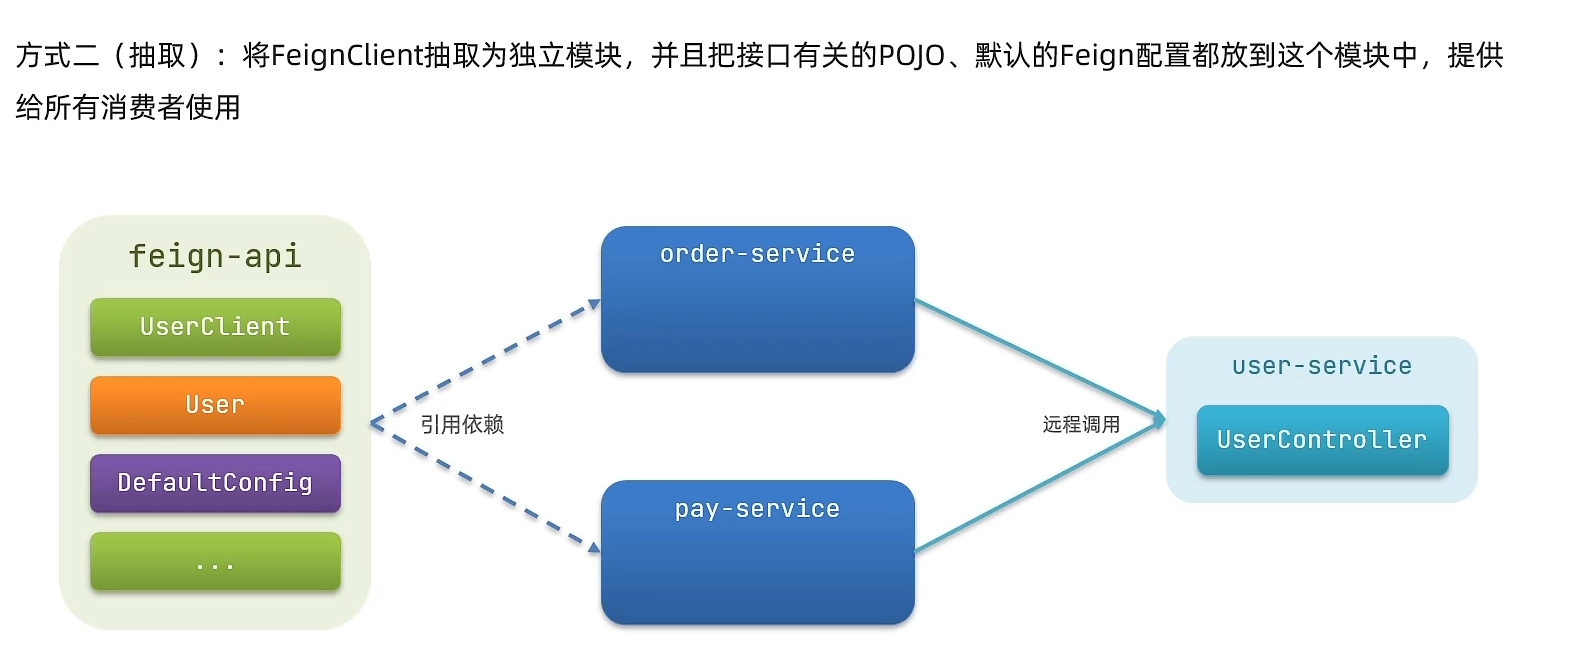 方式二（抽取）：将FeignClient抽取为独立模块，并且把接口有关的POJO、默认的Feign配置都放到这个模块中，提供
给所有消费者使用
feign-api
UserClient
User
DefaultConfig
...
引用依赖
order-service
pay-service
远程调用
user-service
UserController